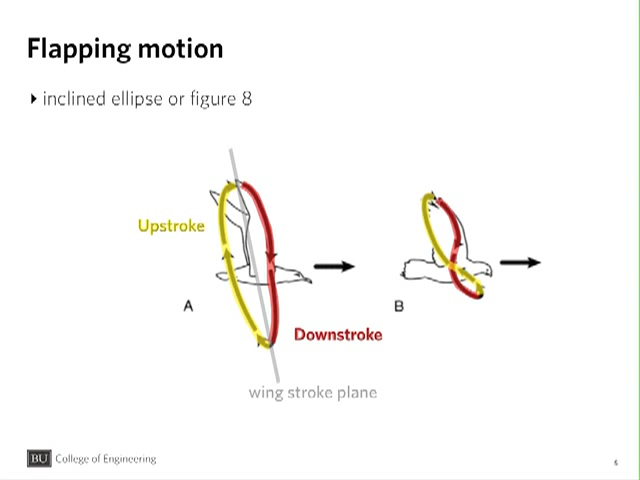 Flapping motion
inclined ellipse or figure 8
Upstroke
A
B
Downstroke
wing stroke plane
BU College of Engineering